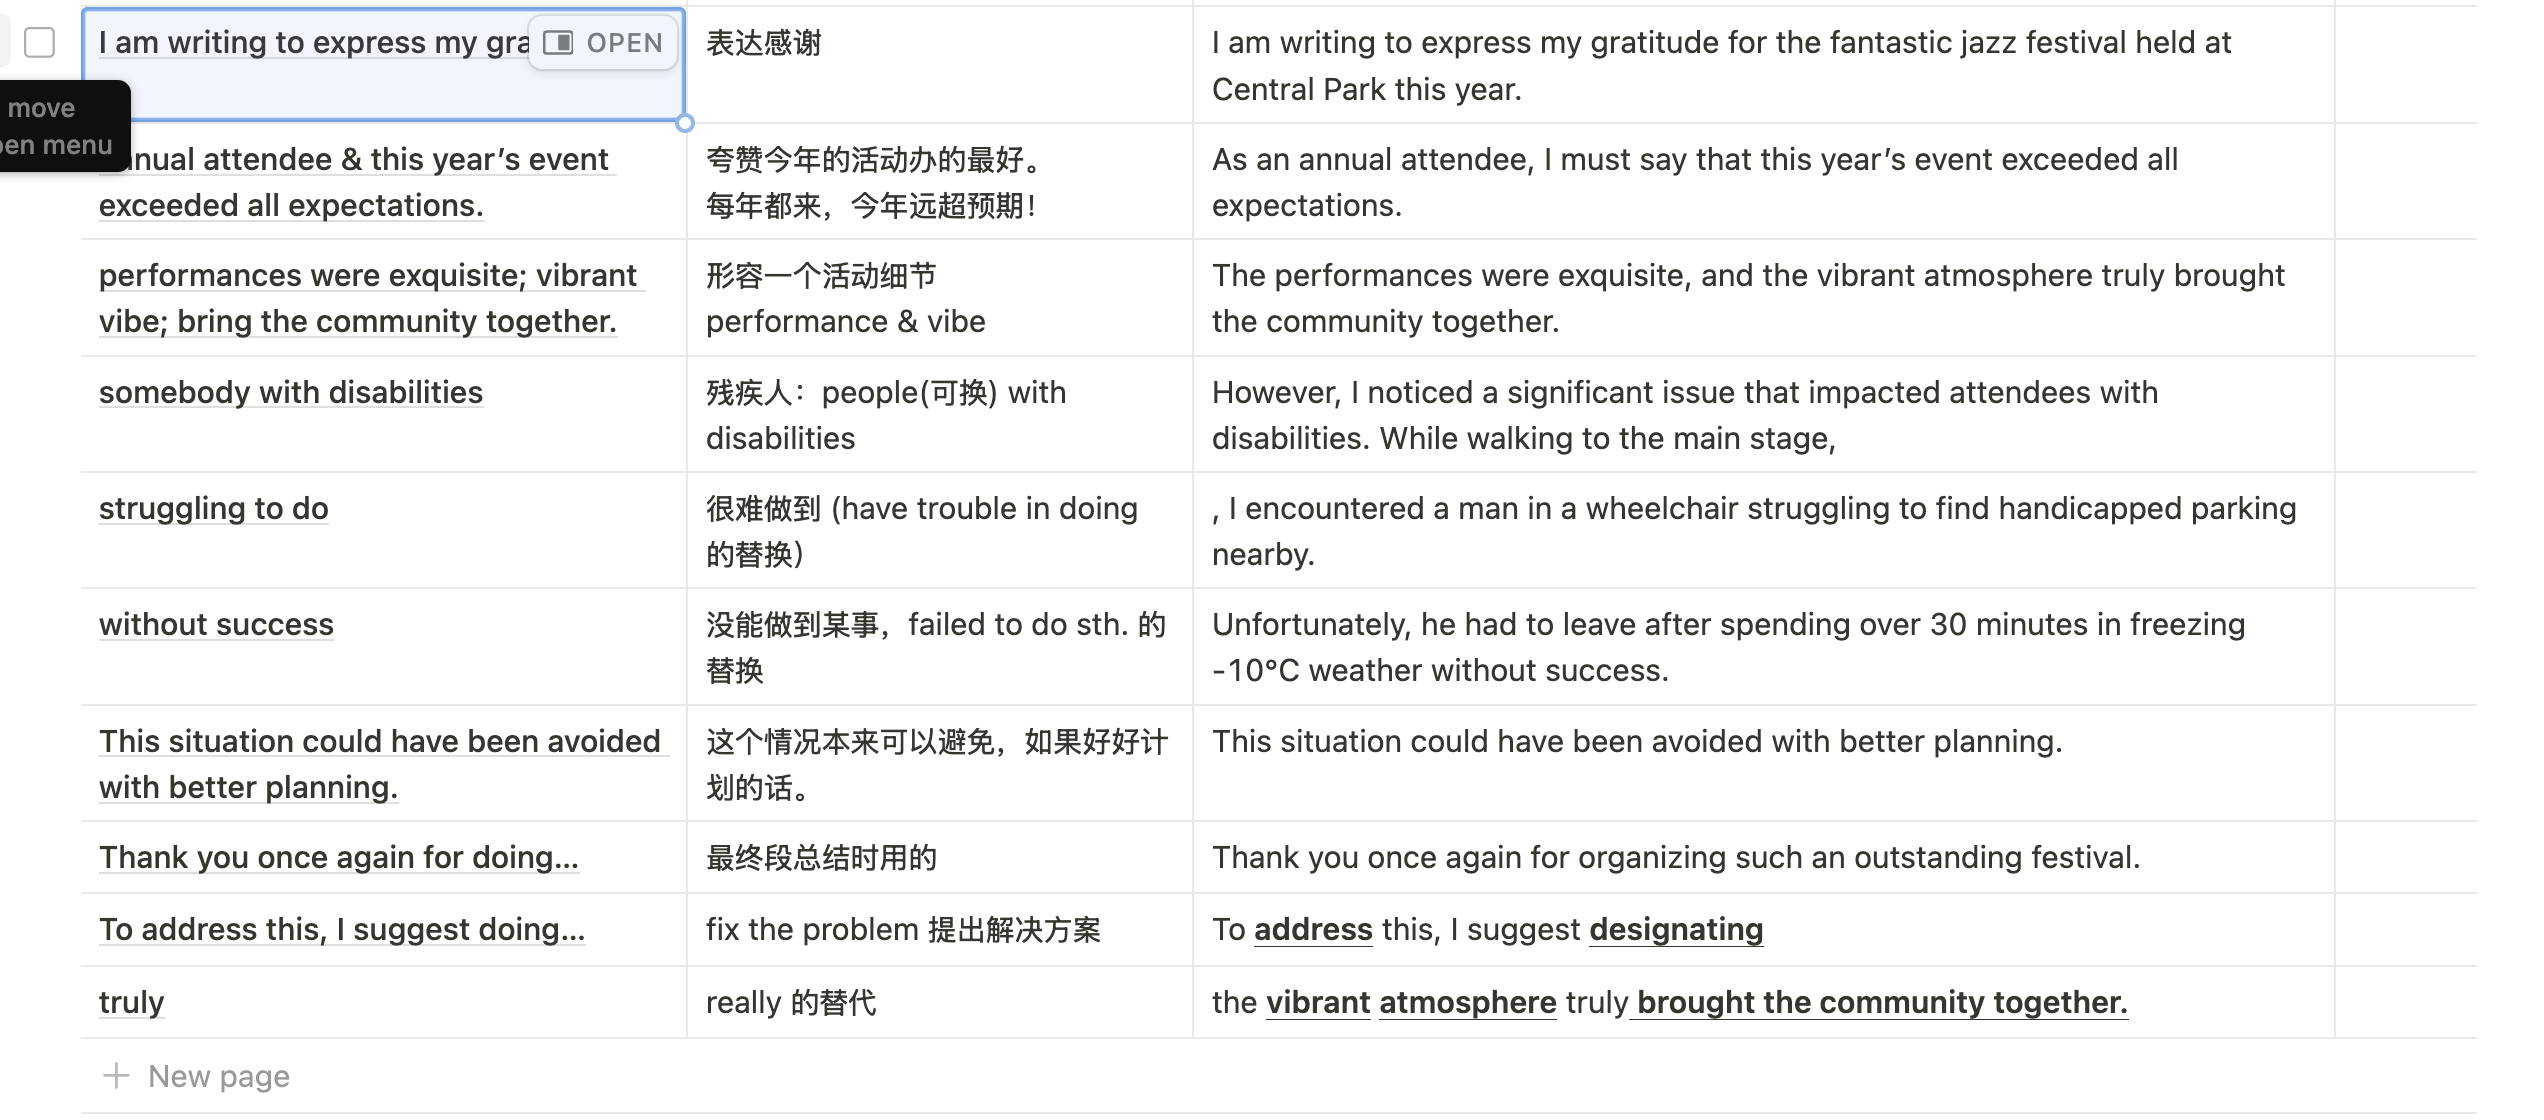 I am writing to express my gra
OPEN
表达感谢
I am writing to express my gratitude for the fantastic jazz festival held at
Central Park this year.
move
en menu
nual attendee & this year’s event
exceeded all expectations.
夸赞今年的活动办的最好。
每年都来，今年远超预期！
As an annual attendee, I must say that this year’s event exceeded all
expectations.
performances were exquisite; vibrant
vibe; bring the community together.
形容一个活动细节
performance & vibe
The performances were exquisite, and the vibrant atmosphere truly brought
the community together.
somebody with disabilities
残疾人：people(可换) with
disabilities
However, I noticed a significant issue that impacted attendees with
disabilities. While walking to the main stage,
struggling to do
很难做到 (have trouble in doing
的替换)
, I encountered a man in a wheelchair struggling to find handicapped parking
nearby.
without success
没能做到某事，failed to do sth. 的
替换
Unfortunately, he had to leave after spending over 30 minutes in freezing
-10°C weather without success.
This situation could have been avoided
with better planning.
这个情况本来可以避免，如果好好计
划的话。
This situation could have been avoided with better planning.
Thank you once again for doing...
最终段总结时用的
Thank you once again for organizing such an outstanding festival.
To address this, I suggest doing...
fix the problem 提出解决方案
To address this, I suggest designating
truly
really 的替代
the vibrant atmosphere truly brought the community together.
New page